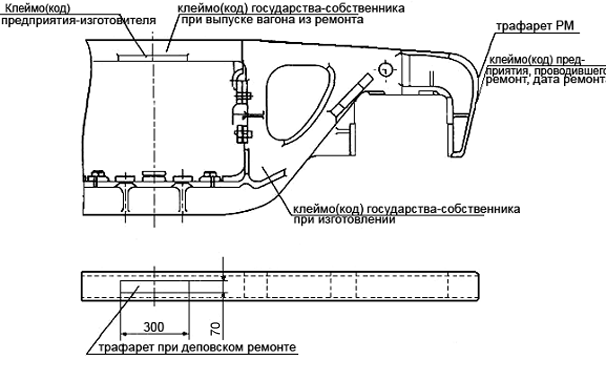 Клеймо(код)
предприятия-изготовителя
клеймо(код) государства-собственника
при выпуске вагона из ремонта
трафарет РМ
клеймо(код) пред-
приятия, проводившего
ремонт, дата ремонта
клеймо(код) государства-собственника
при изготовлении
300
70
трафарет при деповском ремонте